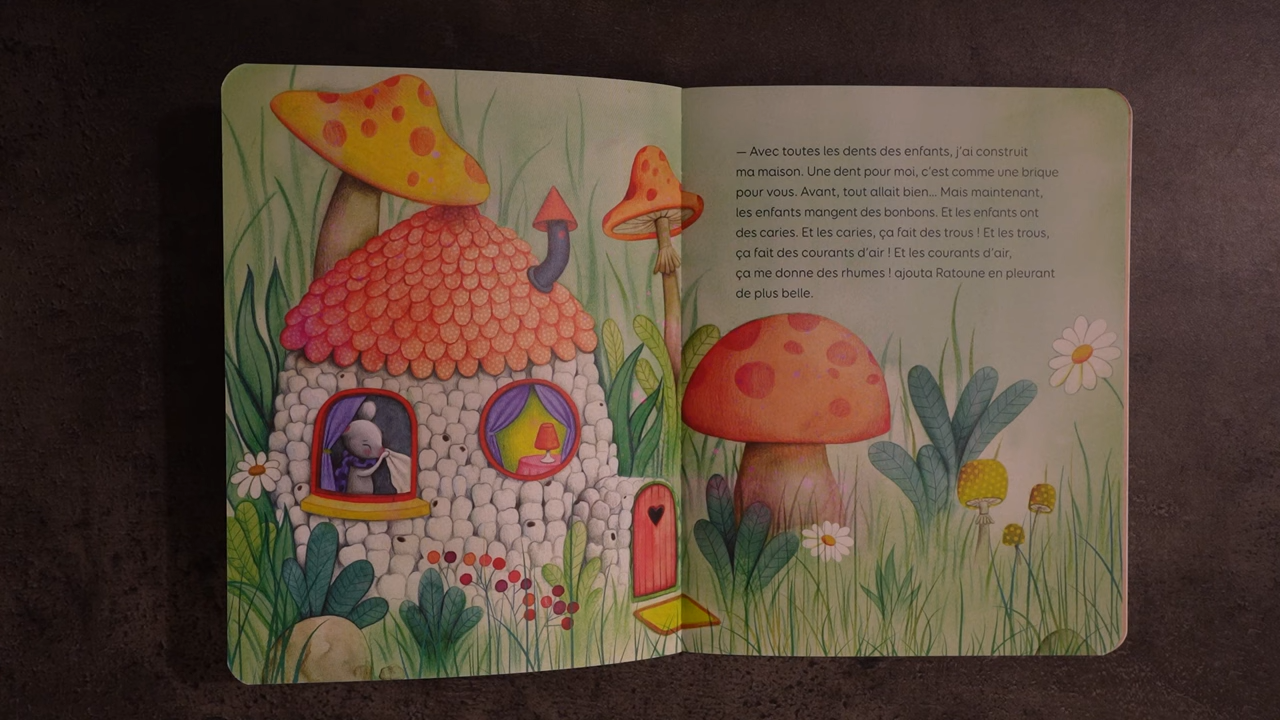 — Avec toutes les dents des enfants, j'ai construit
ma maison. Une dent pour moi, c'est comme une brique
pour vous. Avant, tout allait bien... Mais maintenant,
les enfants mangent des bonbons. Et les enfants ont
des caries. Et les caries, ça fait des trous ! Et les trous,
ça fait des courants d'air ! Et les courants d'air,
ça me donne des rhumes ! ajouta Ratoune en pleurant
de plus belle.